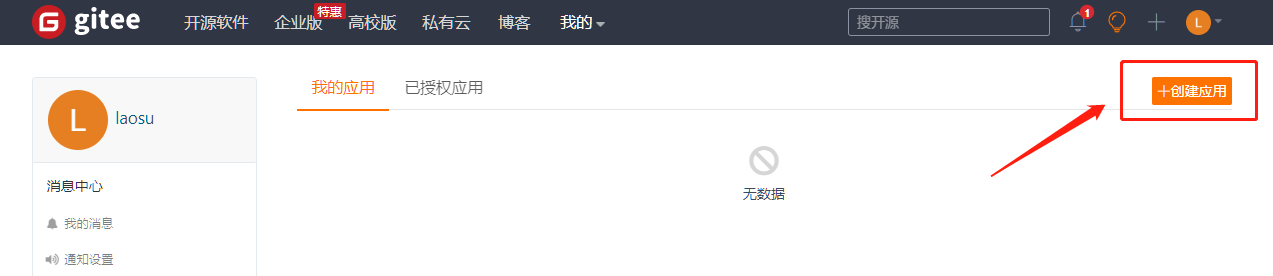 gitee 开源软件 企业版 特惠 高校版 私有云 博客 我的 搜开源 1 L
我的应用 已授权应用 +创建应用
L laosu
无数据
消息中心
我的消息
通知设置